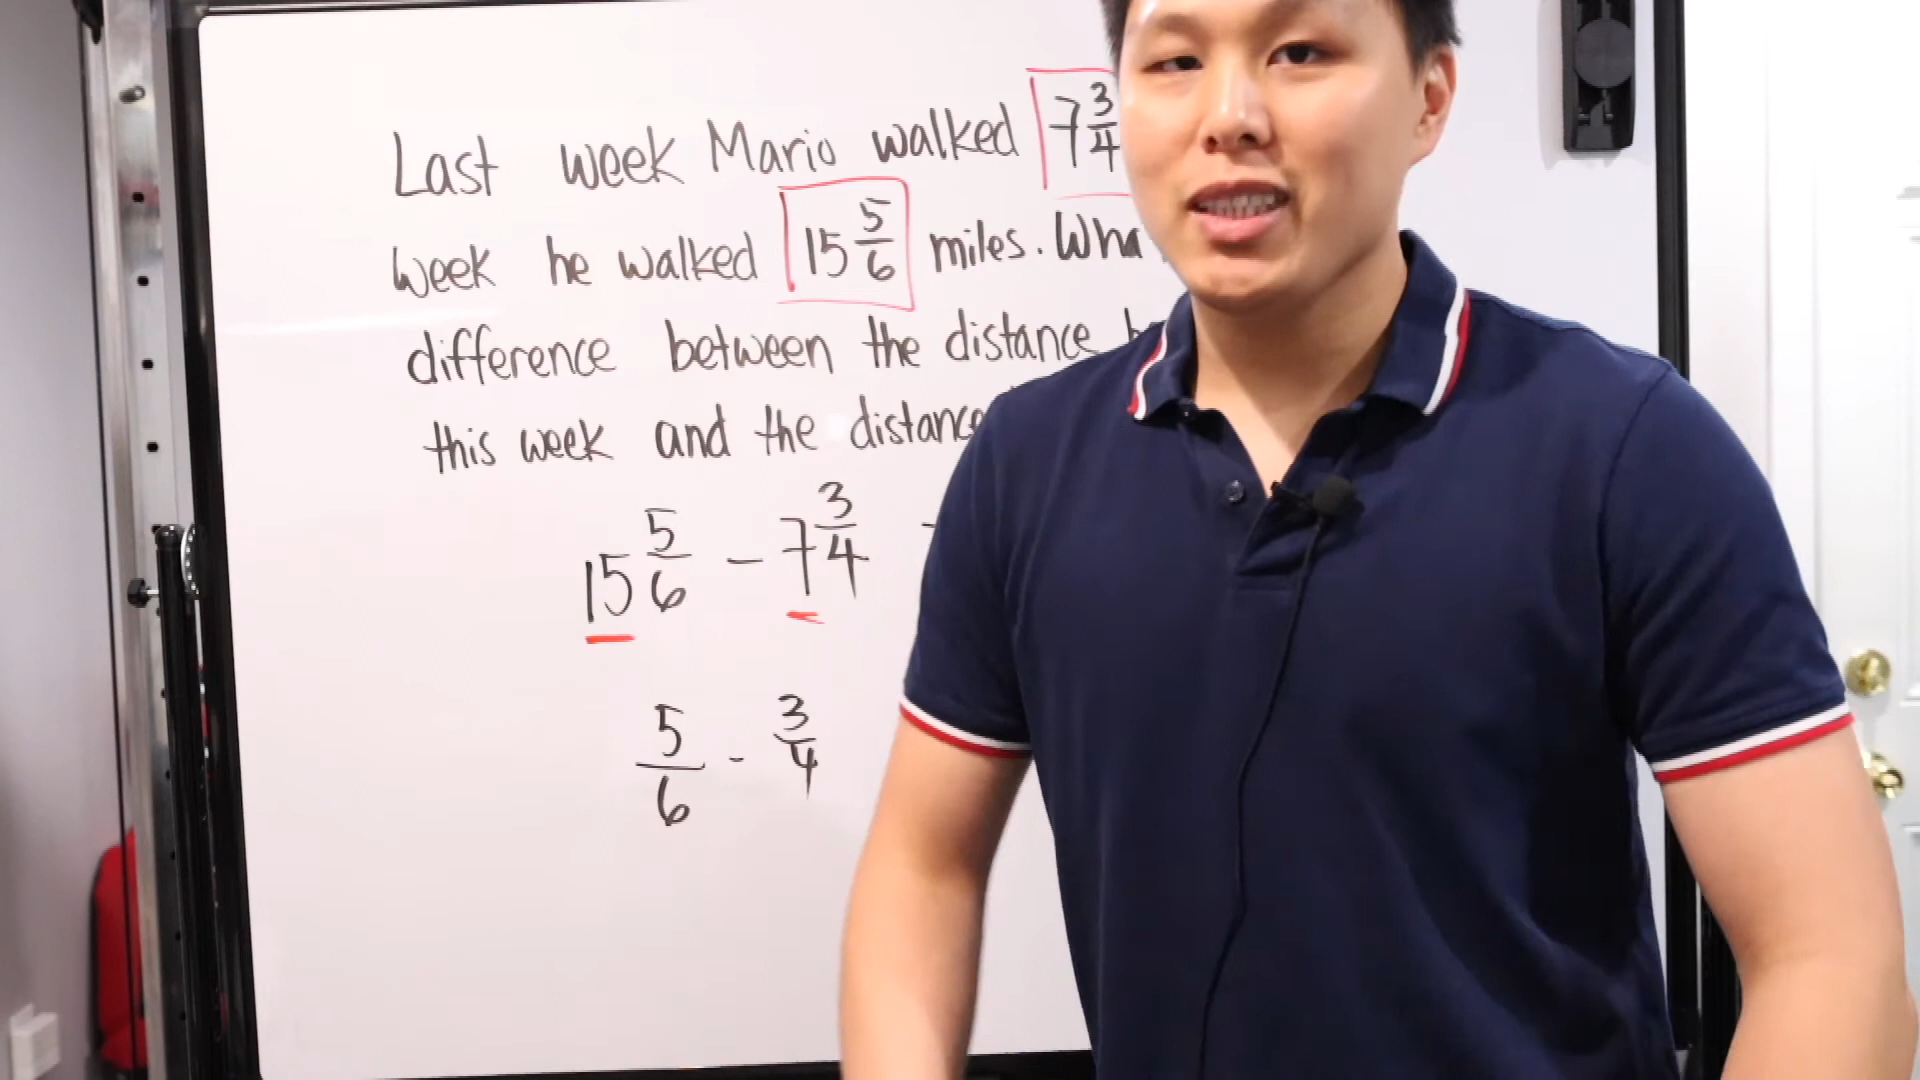 Last week Mario walked 7 3/4
week he walked 15 5/6 miles. Wha
difference between the distance
this week and the distance
15 5/6 - 7 3/4
5/6 - 3/4